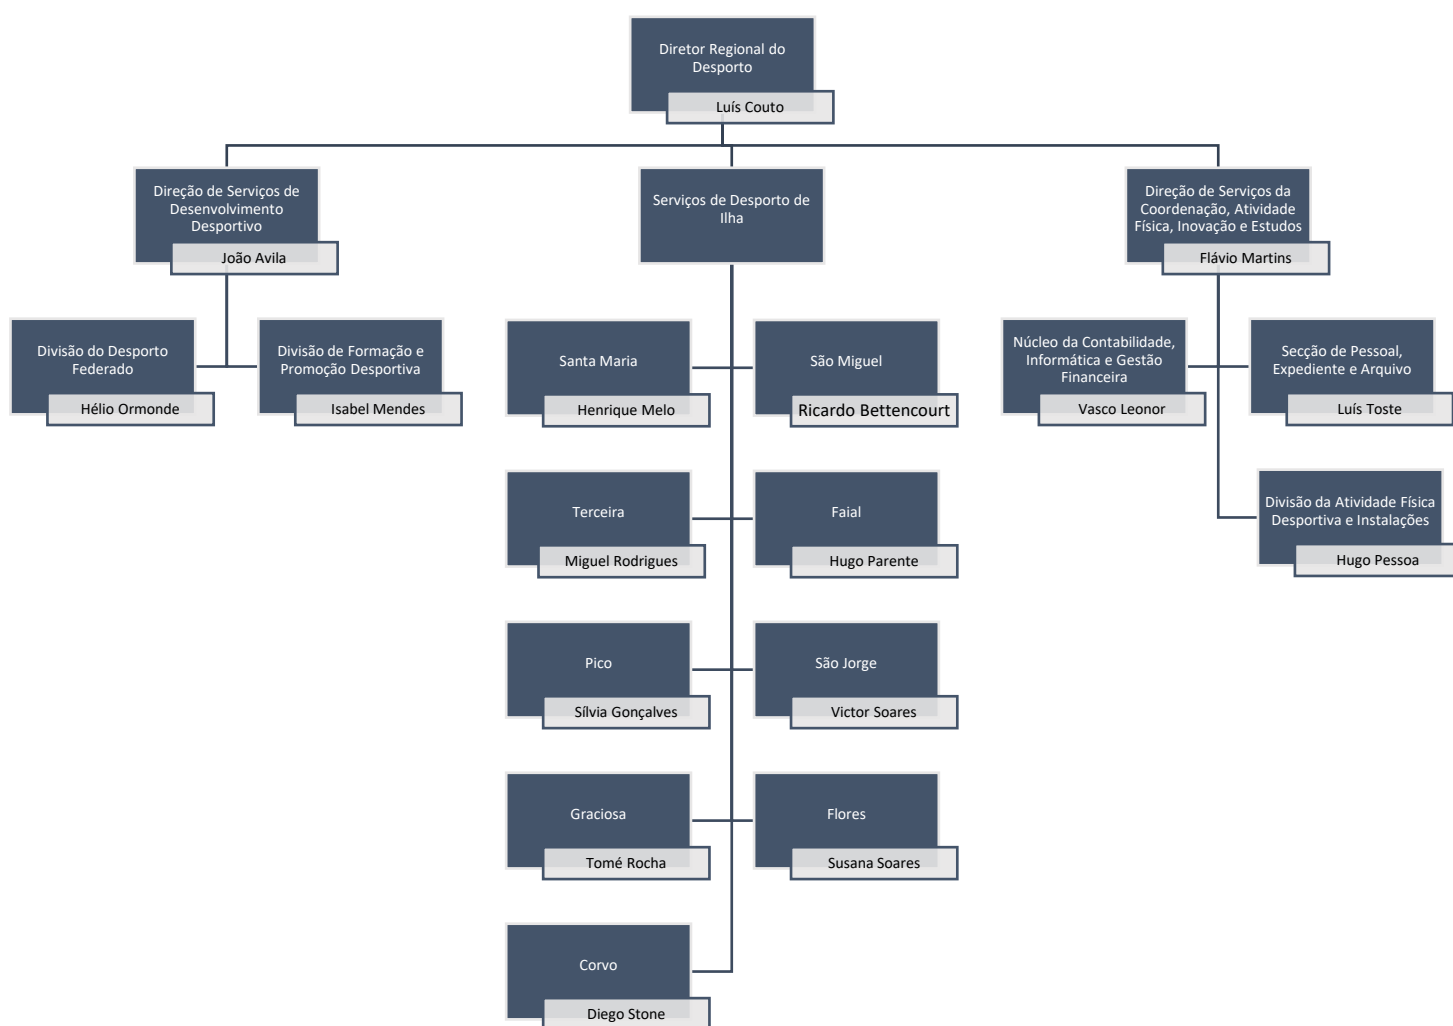 Diretor Regional do
Desporto
Luís Couto
Direção de Serviços de
Desenvolvimento
Desportivo
João Avila
Serviços de Desporto de
Ilha
Direção de Serviços da
Coordenação, Atividade
Física, Inovação e Estudos
Flávio Martins
Divisão do Desporto
Federado
Hélio Ormonde
Divisão de Formação e
Promoção Desportiva
Isabel Mendes
Santa Maria
Henrique Melo
São Miguel
Ricardo Bettencourt
Núcleo da Contabilidade,
Informática e Gestão
Financeira
Vasco Leonor
Secção de Pessoal,
Expediente e Arquivo
Luís Toste
Terceira
Miguel Rodrigues
Faial
Hugo Parente
Divisão da Atividade Física
Desportiva e Instalações
Hugo Pessoa
Pico
Sílvia Gonçalves
São Jorge
Victor Soares
Graciosa
Tomé Rocha
Flores
Susana Soares
Corvo
Diego Stone